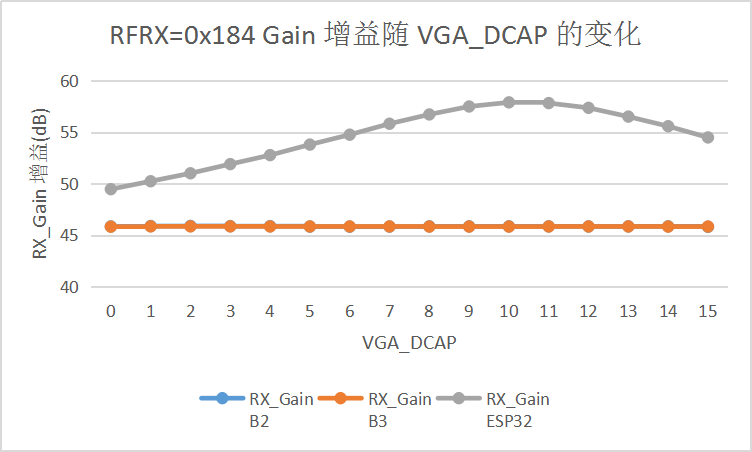 RFRX=0x184 Gain 增益随 VGA_DCAP 的变化
RX_Gain 增益(dB)
60
55
50
45
40
0 1 2 3 4 5 6 7 8 9 10 11 12 13 14 15
VGA_DCAP
RX_Gain B2
RX_Gain B3
RX_Gain ESP32